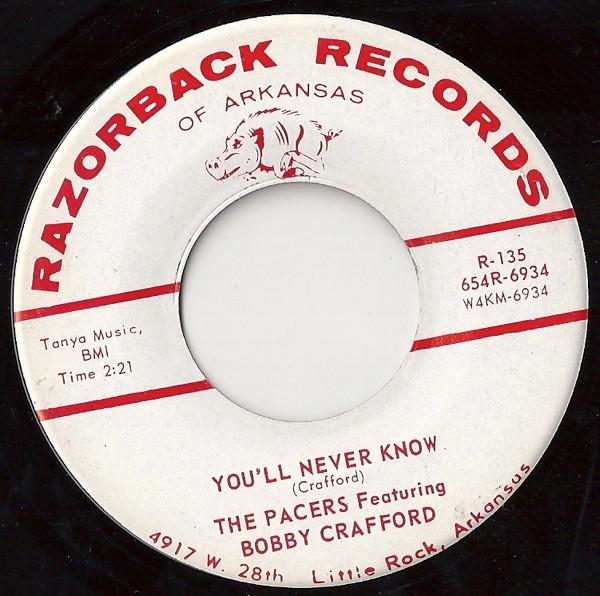 RAZORBACK RECORDS
OF ARKANSAS
R-135
654R-6934
W4KM-6934
Tanya Music,
BMI
Time 2:21
YOU'LL NEVER KNOW
(Crafford)
THE PACERS Featuring
BOBBY CRAFFORD
4917 W. 28th Little Rock, Arkansas